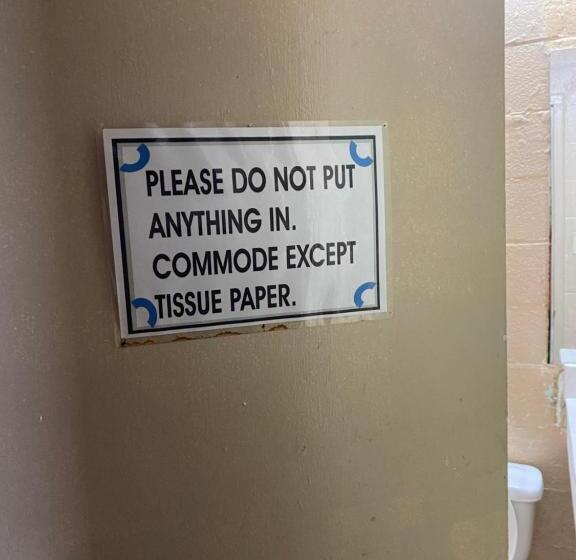 PLEASE DO NOT PUT
ANYTHING IN.
COMMODE EXCEPT
TISSUE PAPER.